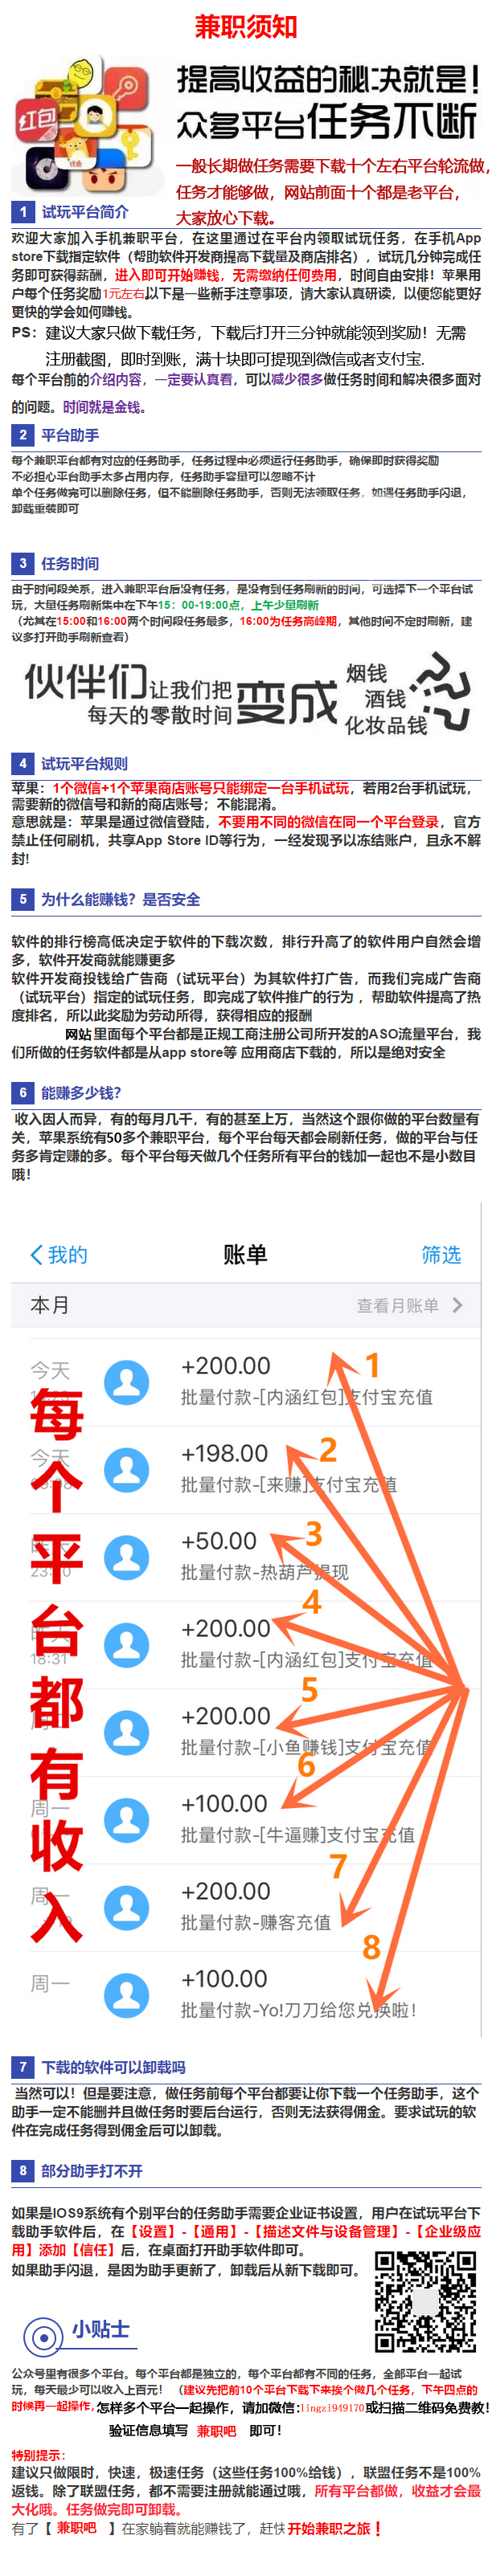 兼职须知
红包
提高收益的秘决就是!
众多平台任务不断
一般长期做任务需要下载十个左右平台轮流做,
任务才能够做，网站前面十个都是老平台，
大家放心下载。
1 试玩平台简介
欢迎大家加入手机兼职平台，在这里通过在平台内领取试玩任务，在手机App
store下载指定软件（帮助软件开发商提高下载量及商店排名），试玩几分钟完成任
务即可获得薪酬，进入即可开始赚钱，无需缴纳任何费用，时间自由安排！苹果用
户每个任务奖励1元左右,以下是一些新手注意事项，请大家认真研读，以便您能更好
更快的学会如何赚钱。
PS：建议大家只做下载任务，下载后打开三分钟就能领到奖励！无需
注册截图，即时到账，满十块即可提现到微信或者支付宝.
每个平台前的介绍内容，一定要认真看，可以减少很多做任务时间和解决很多面对
的问题。时间就是金钱。
2 平台助手
每个兼职平台都有对应的任务助手，任务过程中必须运行任务助手，确保即时获得奖励
不必担心平台助手太多占用内存，任务助手容量可以忽略不计
单个任务做完可以删除任务，但不能删除任务助手，否则无法领取任务，如遇任务助手闪退，
卸载重装即可
3 任务时间
由于时间段关系，进入兼职平台后没有任务，是没有到任务刷新的时间，可选择下一个平台试
玩，大量任务刷新集中在下午15：00-19:00点，上午少量刷新
（尤其在15:00和16:00两个时间段任务最多，16:00为任务高峰期，其他时间不定时刷新，建
议多打开助手刷新查看）
伙伴们让我们把每天的零散时间变成
烟钱
酒钱
化妆品钱
4 试玩平台规则
苹果：1个微信+1个苹果商店账号只能绑定一台手机试玩，若用2台手机试玩，
需要新的微信号和新的商店账号；不能混淆。
意思就是：苹果是通过微信登陆，不要用不同的微信在同一个平台登录，官方
禁止任何刷机，共享App Store ID等行为，一经发现予以冻结账户，且永不解
封!
5 为什么能赚钱？是否安全
软件的排行榜高低决定于软件的下载次数，排行升高了的软件用户自然会增
多，软件开发商就能赚更多
软件开发商投钱给广告商（试玩平台）为其软件打广告，而我们完成广告商
（试玩平台）指定的试玩任务，即完成了软件推广的行为 ，帮助软件提高了热
度排名，所以此奖励为劳动所得，获得相应的报酬
网站里面每个平台都是正规工商注册公司所开发的ASO流量平台，我
们所做的任务软件都是从app store等 应用商店下载的，所以是绝对安全
6 能赚多少钱?
收入因人而异，有的每月几千，有的甚至上万，当然这个跟你做的平台数量有
关，苹果系统有50多个兼职平台，每个平台每天都会刷新任务，做的平台与任
务多肯定赚的多。每个平台每天做几个任务所有平台的钱加一起也不是小数目
哦！
我的 账单 筛选
本月 查看月账单
每个平台都有收入
今天 +200.00 1
批量付款-[内涵红包]支付宝充值
今天 +198.00 2
批量付款-[来赚]支付宝充值
昨天 +50.00 3
批量付款-热葫芦提现
昨天 +200.00 4
18:31 批量付款-[内涵红包]支付宝充值
+200.00 5
批量付款-[小鱼赚钱]支付宝充值
周一 +100.00 6
批量付款-[牛逼赚]支付宝充值
周一 +200.00 7
批量付款-赚客充值
周一 +100.00 8
批量付款-Yo!刀刀给您兑换啦！
7 下载的软件可以卸载吗
当然可以！但是要注意，做任务前每个平台都要让你下载一个任务助手，这个
助手一定不能删并且做任务时要后台运行，否则无法获得佣金。要求试玩的软
件在完成任务得到佣金后可以卸载。
8 部分助手打不开
如果是IOS9系统有个别平台的任务助手需要企业证书设置，用户在试玩平台下
载助手软件后，在【设置】-【通用】-【描述文件与设备管理】-【企业级应
用】添加【信任】后，在桌面打开助手软件即可。
如果助手闪退，是因为助手更新了，卸载后从新下载即可。
小贴士
公众号里有很多个平台。每个平台都是独立的，每个平台都有不同的任务，全部平台一起试
玩，每天最少可以收入上百元！（建议先把前10个平台下载下来挨个做几个任务，下午四点的
时候再一起操作，怎样多个平台一起操作，请加微信：lingzi949170或扫描二维码免费教！
验证信息填写 兼职吧 即可！
特别提示：
建议只做限时，快速，极速任务（这些任务100%给钱），联盟任务不是100%
返钱。除了联盟任务，都不需要注册就能通过哦，所有平台都做，收益才会最
大化哦。任务做完即可卸载。
有了【 兼职吧 】在家躺着就能赚钱了，赶快开始兼职之旅！